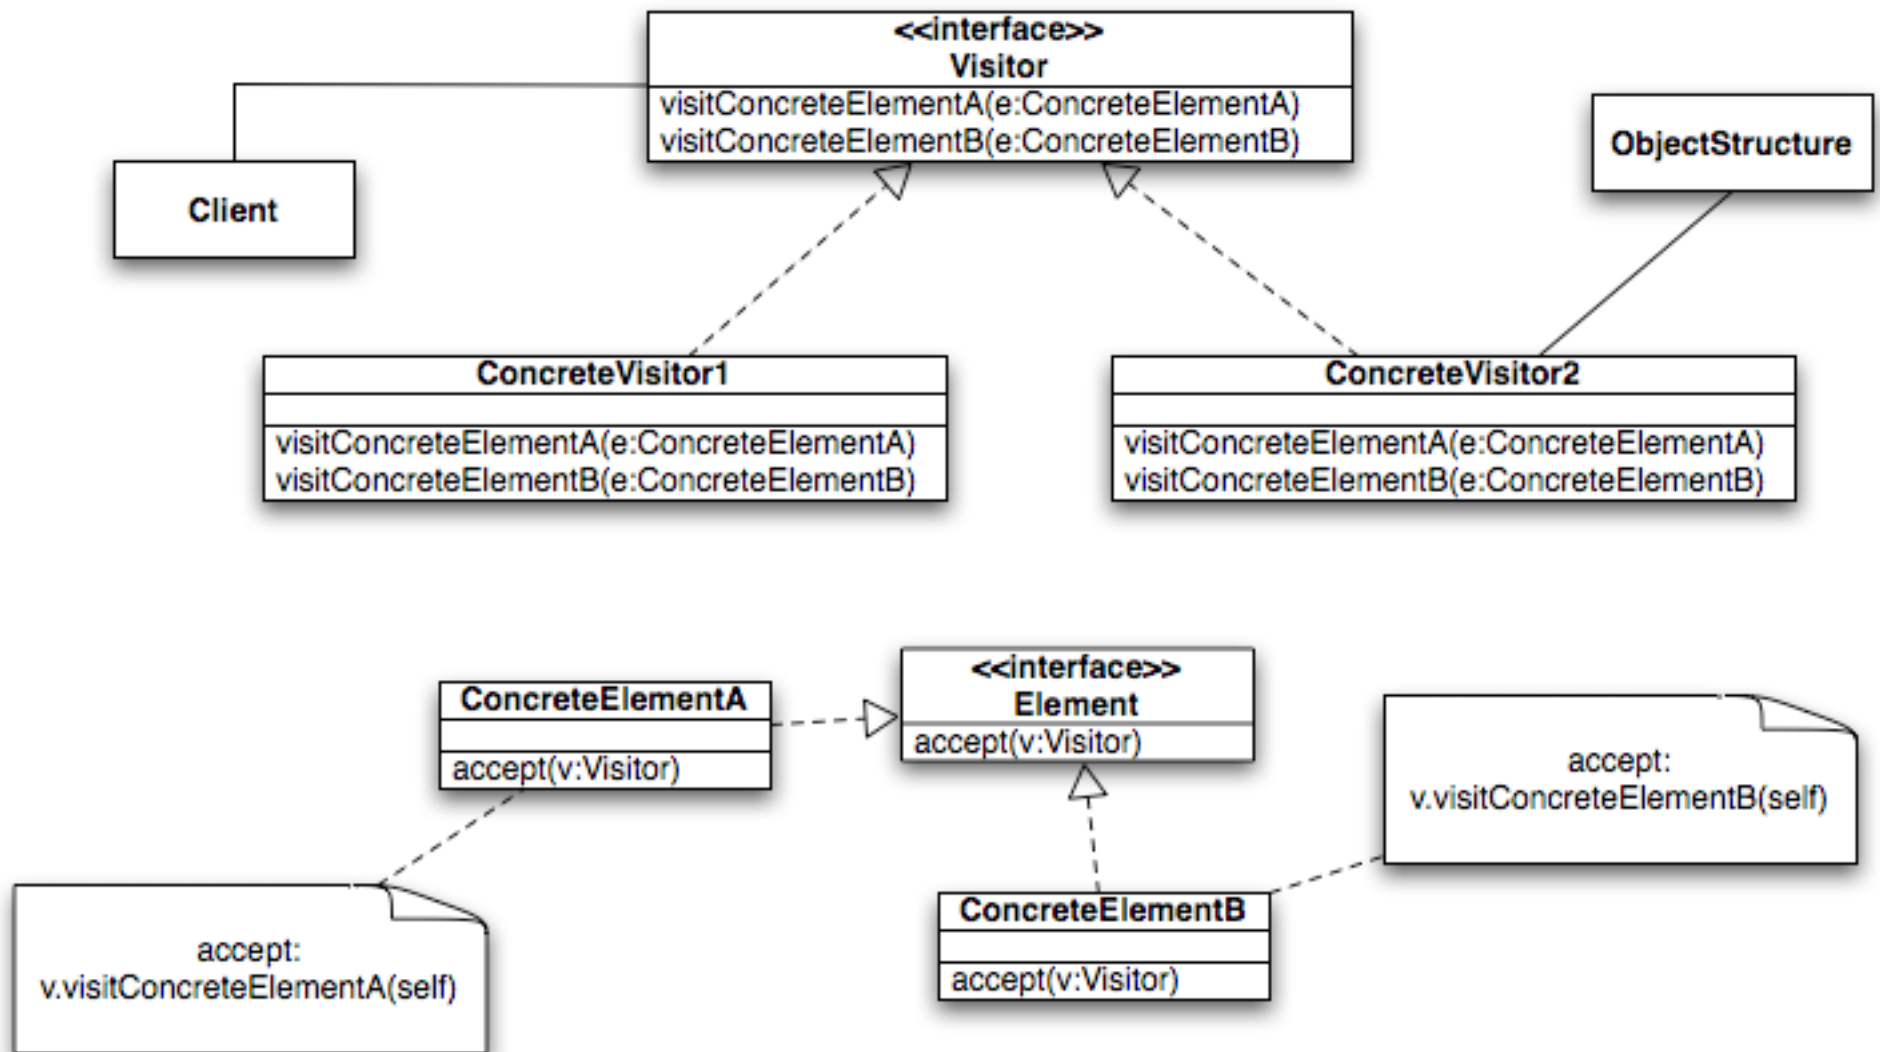 <<interface>>
Visitor
visitConcreteElementA(e:ConcreteElementA)
visitConcreteElementB(e:ConcreteElementB)
Client
ObjectStructure
ConcreteVisitor1
visitConcreteElementA(e:ConcreteElementA)
visitConcreteElementB(e:ConcreteElementB)
ConcreteVisitor2
visitConcreteElementA(e:ConcreteElementA)
visitConcreteElementB(e:ConcreteElementB)
ConcreteElementA
accept(v:Visitor)
<<interface>>
Element
accept(v:Visitor)
accept:
v.visitConcreteElementB(self)
accept:
v.visitConcreteElementA(self)
ConcreteElementB
accept(v:Visitor)